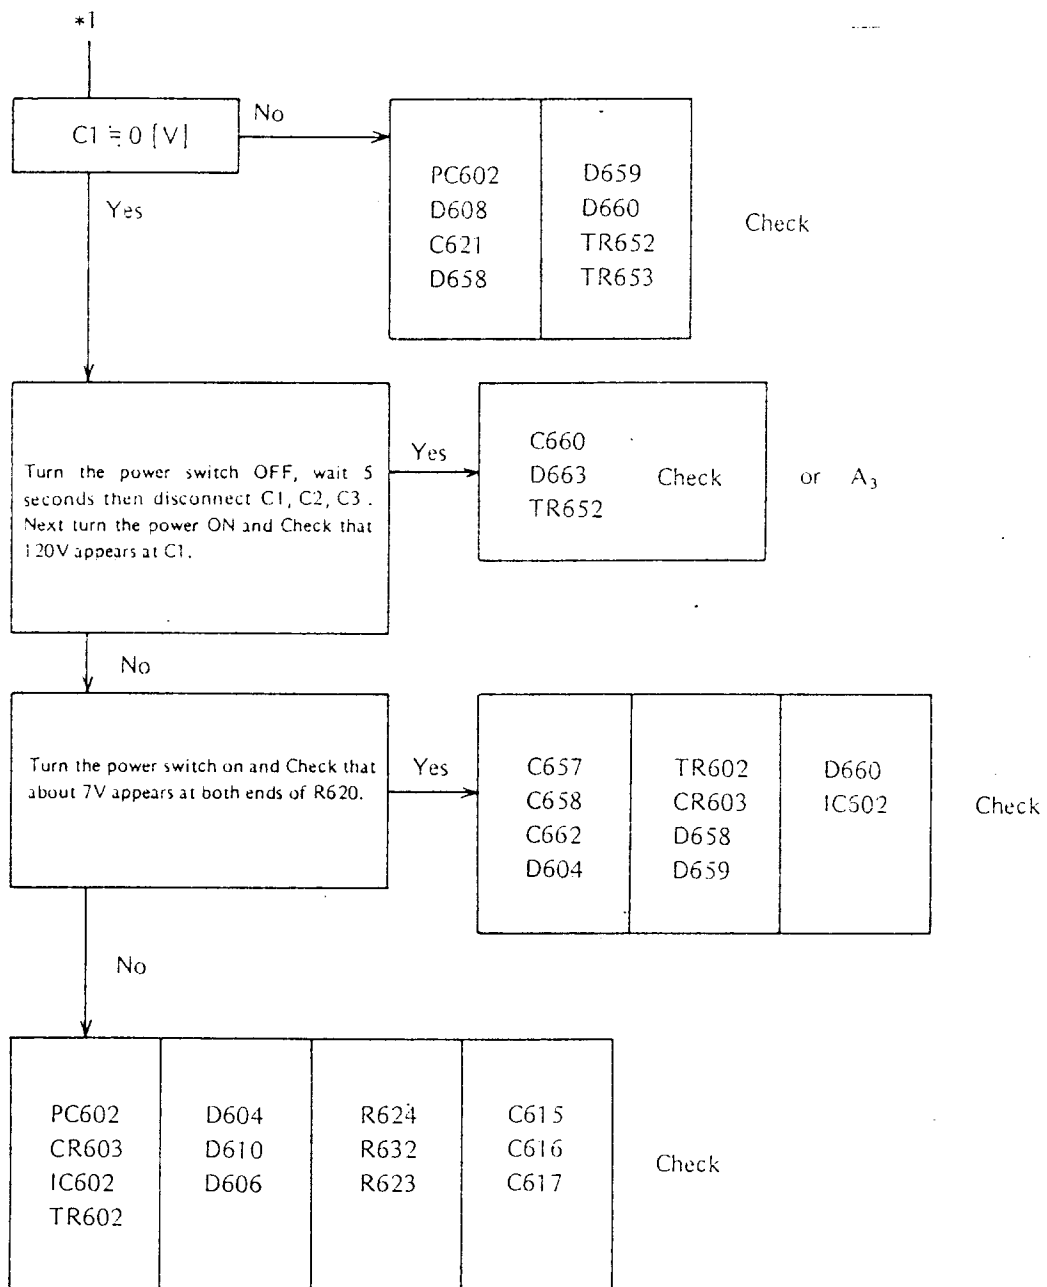 *1
C1 ≒ 0 [V]
No
Yes
PC602
D608
C621
D658
D659
D660
TR652
TR653
Check
Turn the power switch OFF, wait 5
seconds then disconnect C1, C2, C3.
Next turn the power ON and Check that
120V appears at C1.
Yes
C660
D663
TR652
Check
or A₃
No
Turn the power switch on and Check that
about 7V appears at both ends of R620.
Yes
C657
C658
C662
D604
TR602
CR603
D658
D659
D660
IC602
Check
No
PC602
CR603
IC602
TR602
D604
D610
D606
R624
R632
R623
C615
C616
C617
Check